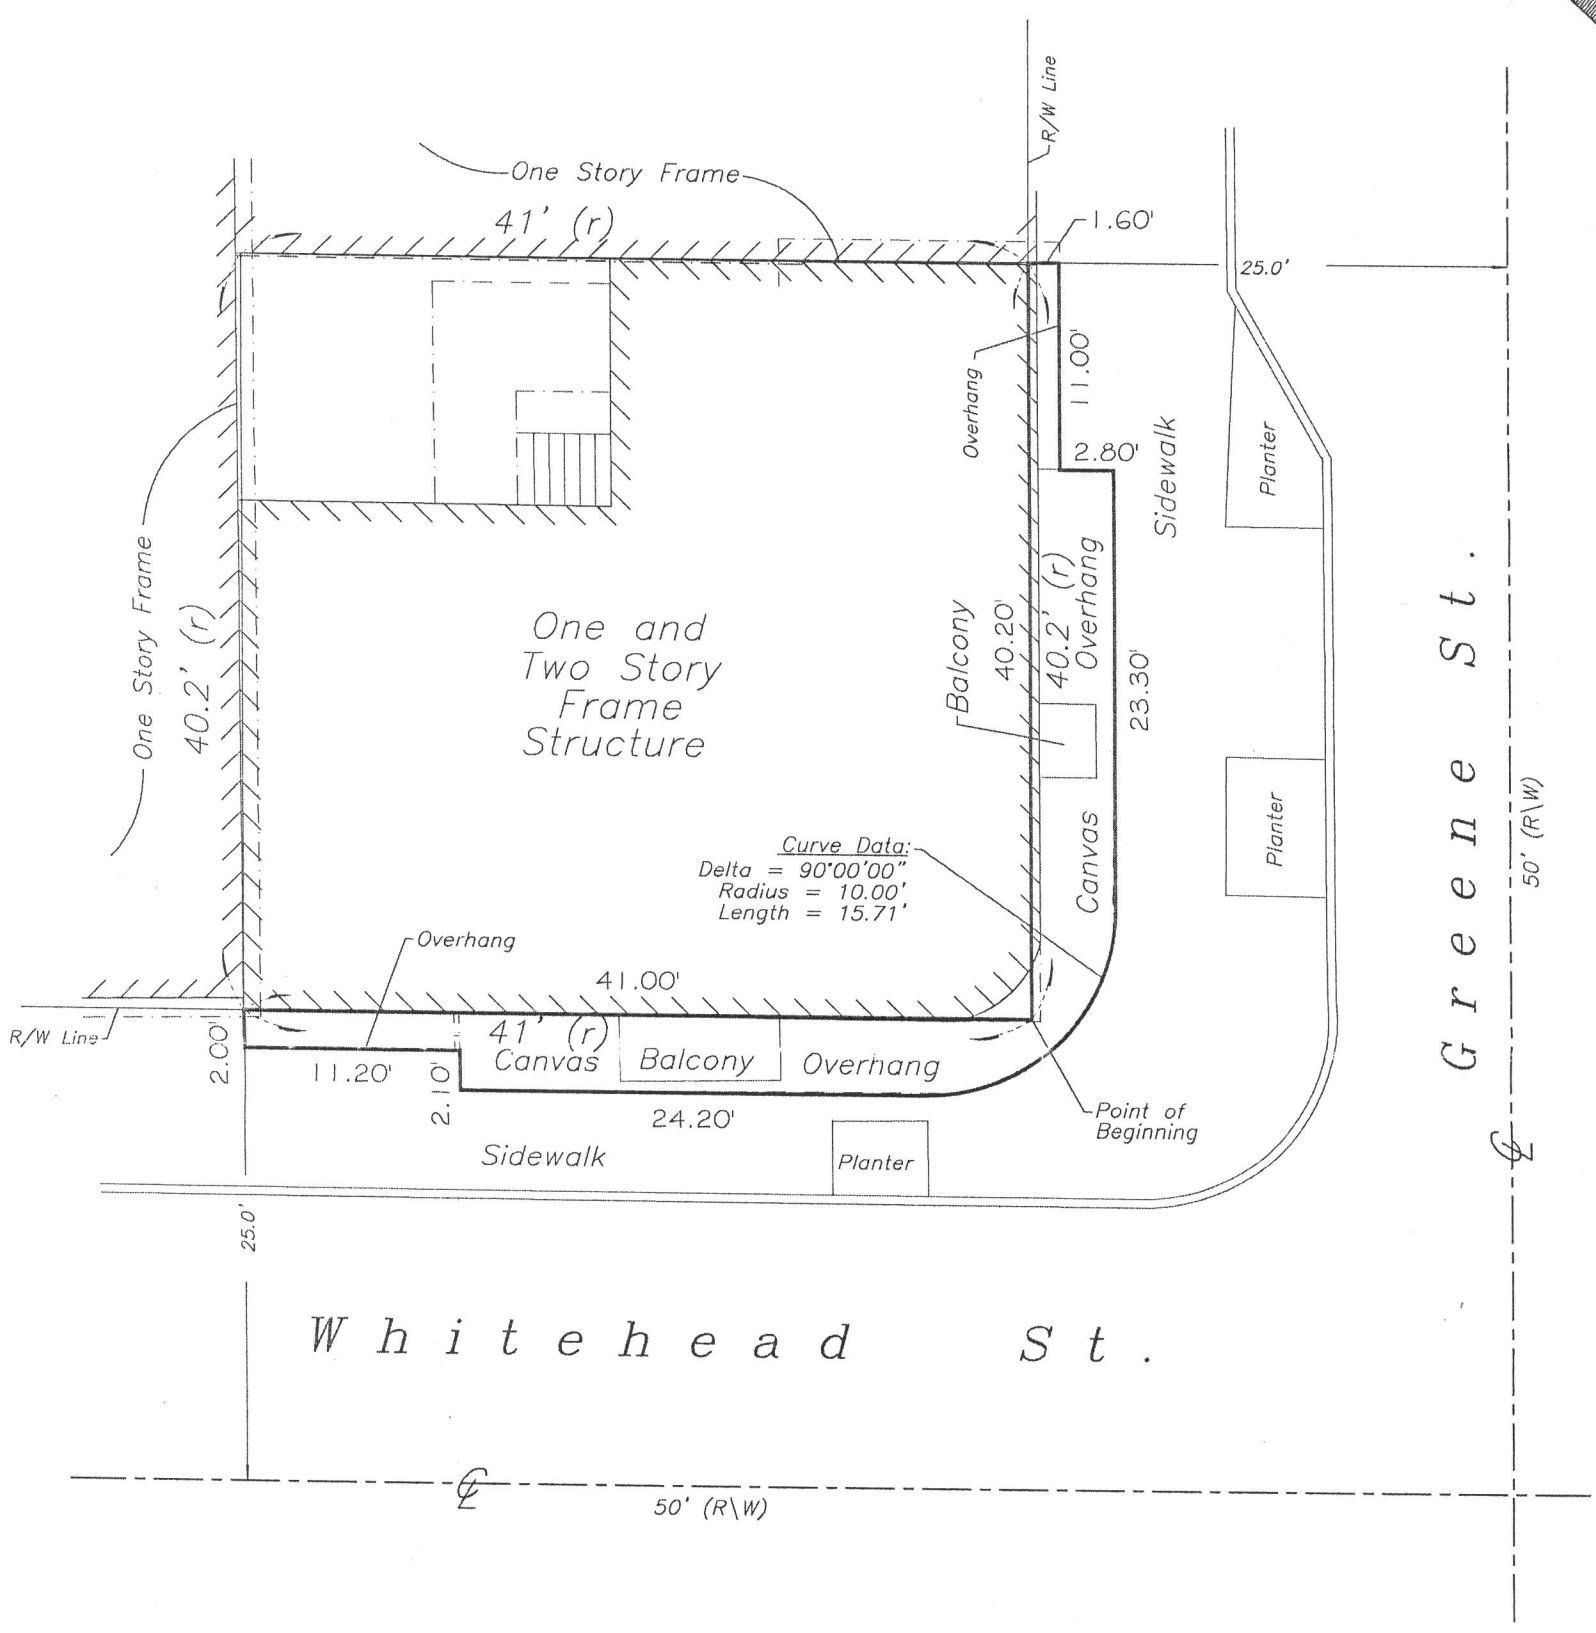 R/W Line
One Story Frame
41' (r)
1.60'
25.0'
Overhang
11.00'
2.80'
Sidewalk
Planter
One Story Frame
40.2' (r)
One and
Two Story
Frame
Structure
Balcony
40.20'
40.2' (r)
Overhang
23.30'
Canvas
Planter
Greene St.
50' (R\W)
Curve Data:
Delta = 90°00'00"
Radius = 10.00'
Length = 15.71'
Overhang
41.00'
R/W Line
2.00'
11.20'
2.10'
41' (r)
Canvas
Balcony
Overhang
24.20'
Point of
Beginning
Sidewalk
Planter
℄
25.0'
Whitehead St.
℄
50' (R\W)